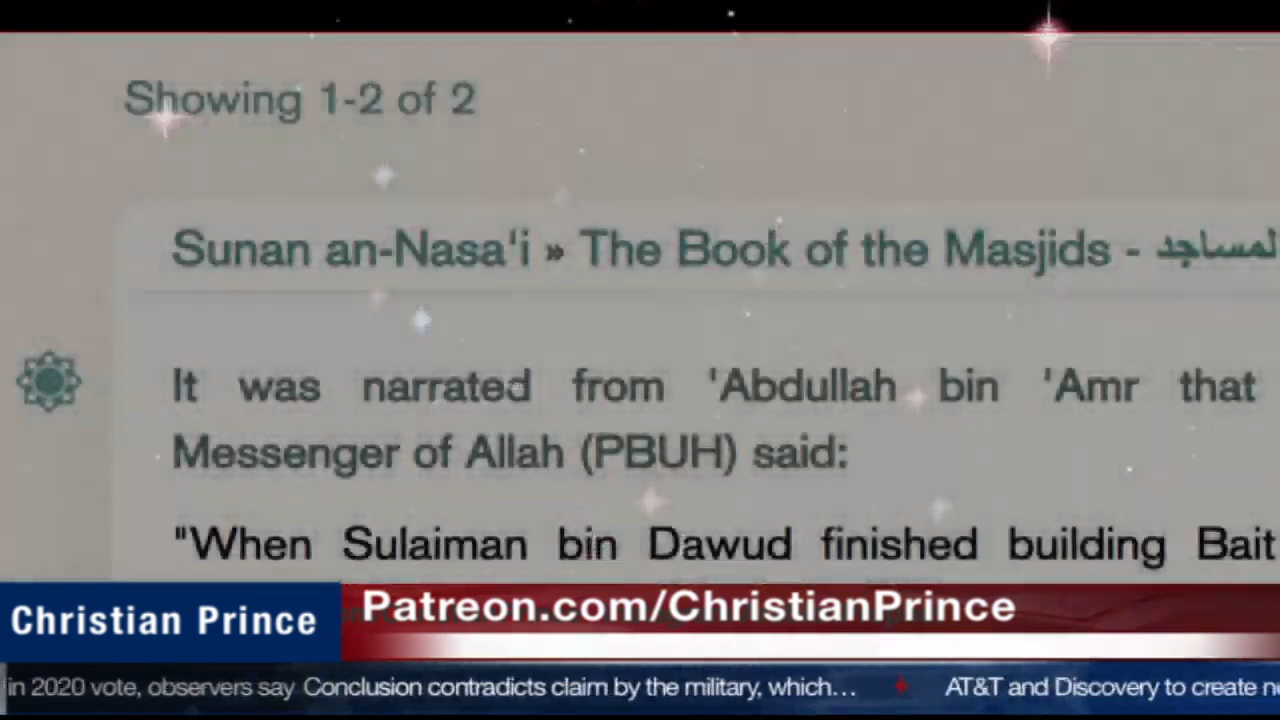 Showing 1-2 of 2
Sunan an-Nasa'i » The Book of the Masjids - لمساجد
It was narrated from 'Abdullah bin 'Amr that
Messenger of Allah (PBUH) said:
"When Sulaiman bin Dawud finished building Bait
Christian Prince
Patreon.com/ChristianPrince
in 2020 vote, observers say Conclusion contradicts claim by the military, which… AT&T and Discovery to create